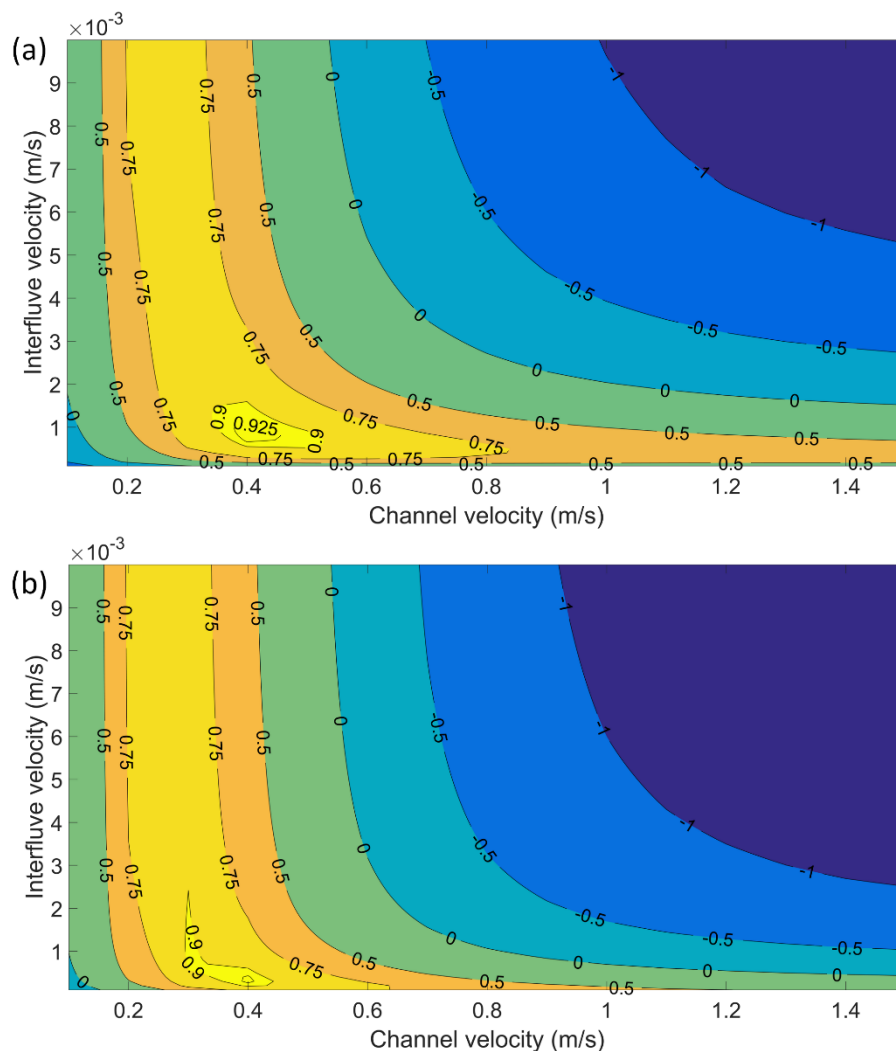 (a)
×10⁻³
9
8
7
6
5
4
3
2
1
0.5 0.75 0.75 0.5 0 -0.5 -1
0.5 0.75 0.75 0.5 0 -0.5 -1 -1
0.5 0.75 0.75 0.5 0 -0.5 -0.5 -0.5
0 0.9 0.925 0.9 0.75 0.5 0 0 0
0.5 0.75 0.75 0.75 0.5 0.5 0.5 0.5
0.5 0.5 0.5 0.5
0.2 0.4 0.6 0.8 1 1.2 1.4
Interfluve velocity (m/s)
Channel velocity (m/s)
(b)
×10⁻³
9
8
7
6
5
4
3
2
1
0.5 0.75 0.75 0.5 0 -0.5 -1
0.5 0.75 0.75 0.5 0 -0.5 -1
0.5 0.75 0.75 0.5 0 -0.5 -1 -1
0 0.9 0.9 0.75 0.5 0 -0.5 -0.5 -0.5
0.5 0.5 0 0 0
0.2 0.4 0.6 0.8 1 1.2 1.4
Interfluve velocity (m/s)
Channel velocity (m/s)